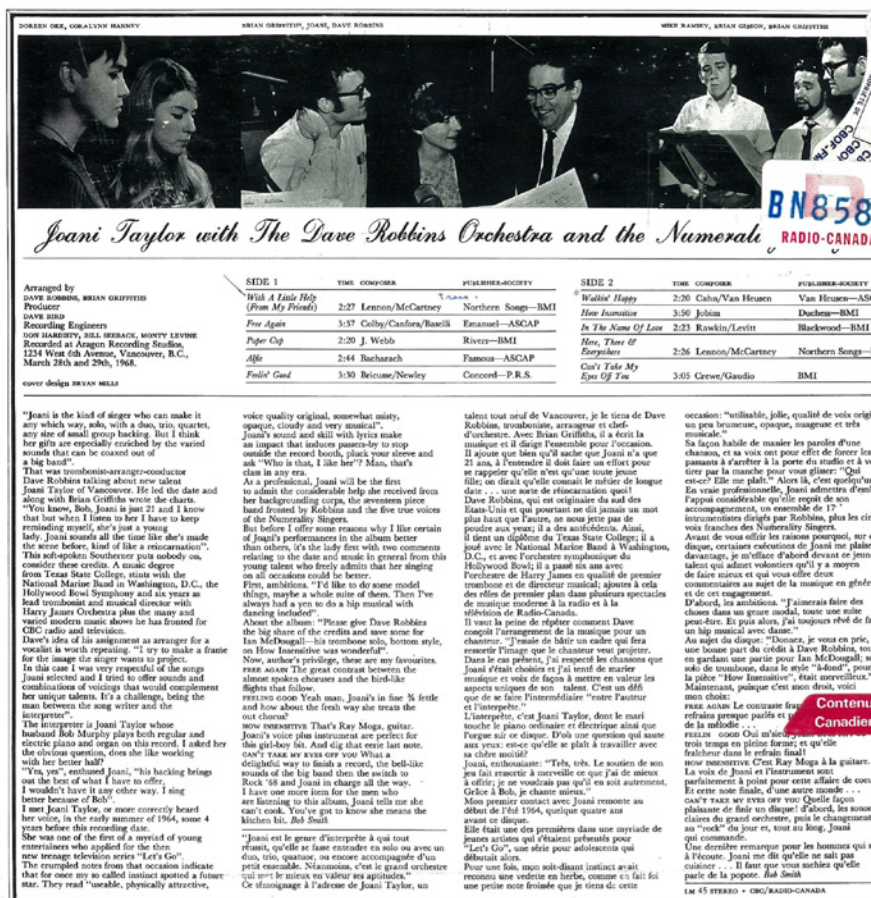 DOREEN OKE, CORALYNN HANNEY
BRIAN GRIFFITHS, JOANI, DAVE ROBBINS
MIKE RAMSEY, BRIAN GIBSON, BRIAN GRIFFITHS
BN858
RADIO-CANADA
Joani Taylor with The Dave Robbins Orchestra and the Numerali
Arranged by
DAVE ROBBINS, BRIAN GRIFFITHS
Producer
DAVE BIRD
Recording Engineers
DON HARDISTY, BILL SEEBACK, MONTY LEVINE
Recorded at Aragon Recording Studios,
1234 West 6th Avenue, Vancouver, B.C.,
March 28th and 29th, 1968.
cover design BRYAN MILLS
SIDE 1 TIME COMPOSER PUBLISHER-SOCIETY
With A Little Help
(From My Friends) 2:27 Lennon/McCartney Northern Songs—BMI
Free Again 3:37 Colby/Canfora/Baselli Emanuel—ASCAP
Paper Cup 2:20 J. Webb Rivers—BMI
Alfie 2:44 Bacharach Famous—ASCAP
Feelin' Good 3:30 Bricusse/Newley Concord—P.R.S.
SIDE 2 TIME COMPOSER PUBLISHER-SOCIETY
Walkin' Happy 2:20 Cahn/Van Heusen Van Heusen—AS
How Insensitive 3:50 Jobim Duchess—BMI
In The Name Of Love 2:23 Rawkin/Levitt Blackwood—BMI
Here, There &
Everywhere 2:26 Lennon/McCartney Northern Songs—
Can't Take My
Eyes Off You 3:05 Crewe/Gaudio BMI
"Joani is the kind of singer who can make it
any which way, solo, with a duo, trio, quartet,
any size of small group backing. But I think
her gifts are especially enriched by the varied
sounds that can be coaxed out of
a big band".
That was trombonist-arranger-conductor
Dave Robbins talking about new talent
Joani Taylor of Vancouver. He led the date and
along with Brian Griffiths wrote the charts.
"You know, Bob, Joani is just 21 and I know
that but when I listen to her I have to keep
reminding myself, she's just a young
lady. Joani sounds all the time like she's made
the scene before, kind of like a reincarnation".
This soft-spoken Southerner puts nobody on,
consider these credits. A music degree
from Texas State College, stints with the
National Marine Band in Washington, D.C., the
Hollywood Bowl Symphony and six years as
lead trombonist and musical director with
Harry James Orchestra plus the many and
varied modern music shows he has fronted for
CBC radio and television.
Dave's idea of his assignment as arranger for a
vocalist is worth repeating. "I try to make a frame
for the image the singer wants to project.
In this case I was very respectful of the songs
Joani selected and I tried to offer sounds and
combinations of voicings that would complement
her unique talents. It's a challenge, being the
man between the song writer and the
interpreter".
The interpreter is Joani Taylor whose
husband Bob Murphy plays both regular and
electric piano and organ on this record. I asked her
the obvious question, does she like working
with her better half?
"Yes, yes", enthused Joani, "his backing brings
out the best of what I have to offer,
I wouldn't have it any other way. I sing
better because of Bob".
I met Joani Taylor, or more correctly heard
her voice, in the early summer of 1964, some 4
years before this recording date.
She was one of the first of a myriad of young
entertainers who applied for the then
new teenage television series "Let's Go".
The crumpled notes from that occasion indicate
that for once my so called instinct spotted a future
star. They read "useable, physically attractive,
voice quality original, somewhat misty,
opaque, cloudy and very musical".
Joani's sound and skill with lyrics make
an impact that induces passers-by to stop
outside the record booth, pluck your sleeve and
ask "Who is that, I like her"? Man, that's
class in any era.
As a professional, Joani will be the first
to admit the considerable help she received from
her backgrounding corps, the seventeen piece
band fronted by Robbins and the five true voices
of the Numerality Singers.
But before I offer some reasons why I like certain
of Joani's performances in the album better
than others, it's the lady first with two comments
relating to the date and music in general from this
young talent who freely admits that her singing
on all occasions could be better.
First, ambitions. "I'd like to do some model
things, maybe a whole suite of them. Then I've
always had a yen to do a hip musical with
dancing included".
About the album: "Please give Dave Robbins
the big share of the credits and save some for
Ian McDougall—his trombone solo, bottom style,
on How Insensitive was wonderful".
Now, author's privilege, these are my favourites.
FREE AGAIN The great contrast between the
almost spoken choruses and the bird-like
flights that follow.
FEELING GOOD Yeah man, Joani's in fine ¾ fettle
and how about the fresh way she treats the
out chorus"
HOW INSENSITIVE That's Ray Moga, guitar.
Joani's voice plus instrument are perfect for
this girl-boy bit. And dig that eerie last note.
CAN'T TAKE MY EYES OFF YOU What a
delightful way to finish a record, the bell-like
sounds of the big band then the switch to
Rock '68 and Joani in charge all the way.
I have one more item for the men who
are listening to this album, Joani tells me she
can't cook. You've got to know she means the
kitchen bit. Bob Smith
"Joani est le genre d'interprète à qui tout
réussit, qu'elle se fasse entendre en solo ou avec un
duo, trio, quatuor, ou encore accompagnée d'un
petit ensemble. Néanmoins, c'est le grand orchestre
qui met le mieux en valeur ses aptitudes."
Ce témoignage à l'adresse de Joani Taylor, un
talent tout neuf de Vancouver, je le tiens de Dave
Robbins, tromboniste, arrangeur et chef-
d'orchestre. Avec Brian Griffiths, il a écrit la
musique et il dirige l'ensemble pour l'occasion.
Il ajoute que bien qu'il sache que Joani n'a que
21 ans, à l'entendre il doit faire un effort pour
se rappeler qu'elle n'est qu'une toute jeune
fille; on dirait qu'elle connait le métier de longue
date . . . une sorte de réincarnation quoi!
Dave Robbins, qui est originaire du sud des
Etats-Unis et qui pourtant ne dit jamais un mot
plus haut que l'autre, ne nous jette pas de
poudre aux yeux; il a des antécédents. Ainsi,
il tient un diplôme du Texas State College; il a
joué avec le National Marine Band à Washington,
D.C., et avec l'orchestre symphonique du
Hollywood Bowl; il a passé six ans avec
l'orchestre de Harry James en qualité de premier
trombone et de directeur musical; ajoutez à cela
des rôles de premier plan dans plusieurs spectacles
de musique moderne à la radio et à la
télévision de Radio-Canada.
Il vaut la peine de répéter comment Dave
conçoit l'arrangement de la musique pour un
chanteur. "J'essaie de bâtir un cadre qui fera
ressortir l'image que le chanteur veut projeter.
Dans le cas présent, j'ai respecté les chansons que
Joani s'était choisies et j'ai tenté de marier
musique et voix de façon à mettre en valeur les
aspects uniques de son talent. C'est un défi
que de se faire l'intermédiaire "entre l'auteur
et l'interprète."
L'interprète, c'est Joani Taylor, dont le mari
touche le piano ordinaire et électrique ainsi que
l'orgue sur ce disque. D'où une question qui saute
aux yeux: est-ce qu'elle se plaît à travailler avec
sa chère moitié?
Joani, enthousiaste: "Très, très. Le soutien de son
jeu fait ressortir à merveille ce que j'ai de mieux
à offrir; je ne voudrais pas qu'il en soit autrement.
Grâce à Bob, je chante mieux."
Mon premier contact avec Joani remonte au
début de l'été 1964, quelque quatre ans
avant ce disque.
Elle était une des premières dans une myriade de
jeunes artistes qui s'étaient présentés pour
"Let's Go", une série pour adolescents qui
débutait alors.
Pour une fois, mon soit-disant instinct avait
reconnu une vedette en herbe, comme en fait foi
une petite note froissée que je tiens de cette
occasion: "utilisable, jolie, qualité de voix origi
un peu brumeuse, opaque, nuageuse et très
musicale."
Sa façon habile de manier les paroles d'une
chanson, et sa voix ont pour effet de forcer les
passants à s'arrêter à la porte du studio et à vo
tirer par la manche pour vous glisser: "Qui
est-ce? Elle me plaît." Alors là, c'est quelqu'u
En vraie professionnelle, Joani admettra d'em
l'appui considérable qu'elle reçoit de son
accompagnement, un ensemble de 17
instrumentistes dirigés par Robbins, plus les cin
voix franches des Numerality Singers.
Avant de vous offrir les raisons pourquoi, sur c
disque, certaines exécutions de Joani me plaise
davantage, je m'efface d'abord devant ce jeun
talent qui admet volontiers qu'il y a moyen
de faire mieux et qui vous offre deux
commentaires au sujet de la musique en génér
et de cet engagement.
D'abord, les ambitions. "J'aimerais faire des
choses dans un genre modal, toute une suite
peut-être. Et puis alors, j'ai toujours rêvé de fa
un hip musical avec danse."
Au sujet du disque: "Donnez, je vous en prie,
une bonne part du crédit à Dave Robbins, tou
en gardant une partie pour Ian McDougall; so
solo de trombone, dans le style "à-fond", pour
la pièce "How Insensitive", était merveilleux."
Maintenant, puisque c'est mon droit, voici
mon choix:
FREE AGAIN Le contraste frap
refrains presque parlés et
de la mélodie . . .
FEELIN GOOD Oui m'sieu
trois temps en pleine forme; et qu'elle
fraîcheur dans le refrain final!
HOW INSENSITIVE C'est Ray Moga à la guitare.
La voix de Joani et l'instrument sont
parfaitement à point pour cette affaire de coeu
Et cette note finale, d'une autre monde . . .
CAN'T TAKE MY EYES OFF YOU Quelle façon
plaisante de finir un disque! d'abord, les sonor
claires du grand orchestre, puis le changement
au "rock" du jour et, tout au long, Joani
qui commande.
Une dernière remarque pour les hommes qui s
à l'écoute. Joani me dit qu'elle ne sait pas
cuisiner . . . Il faut que vous sachiez qu'elle
parle de la popote. Bob Smith
Contenu
Canadien
LM 45 STEREO • CBC/RADIO-CANADA